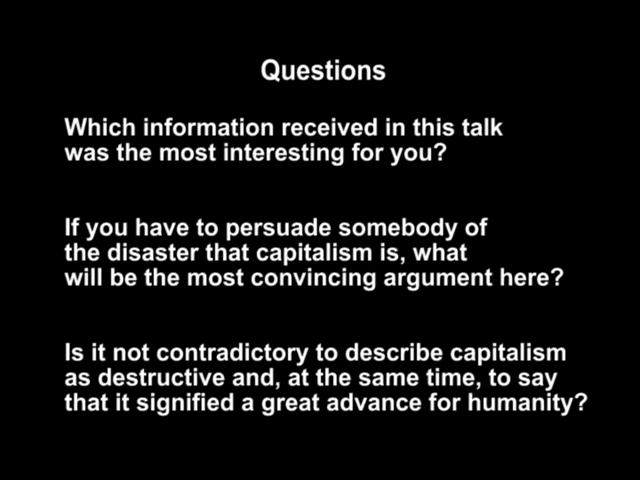 Questions
Which information received in this talk
was the most interesting for you?
If you have to persuade somebody of
the disaster that capitalism is, what
will be the most convincing argument here?
Is it not contradictory to describe capitalism
as destructive and, at the same time, to say
that it signified a great advance for humanity?